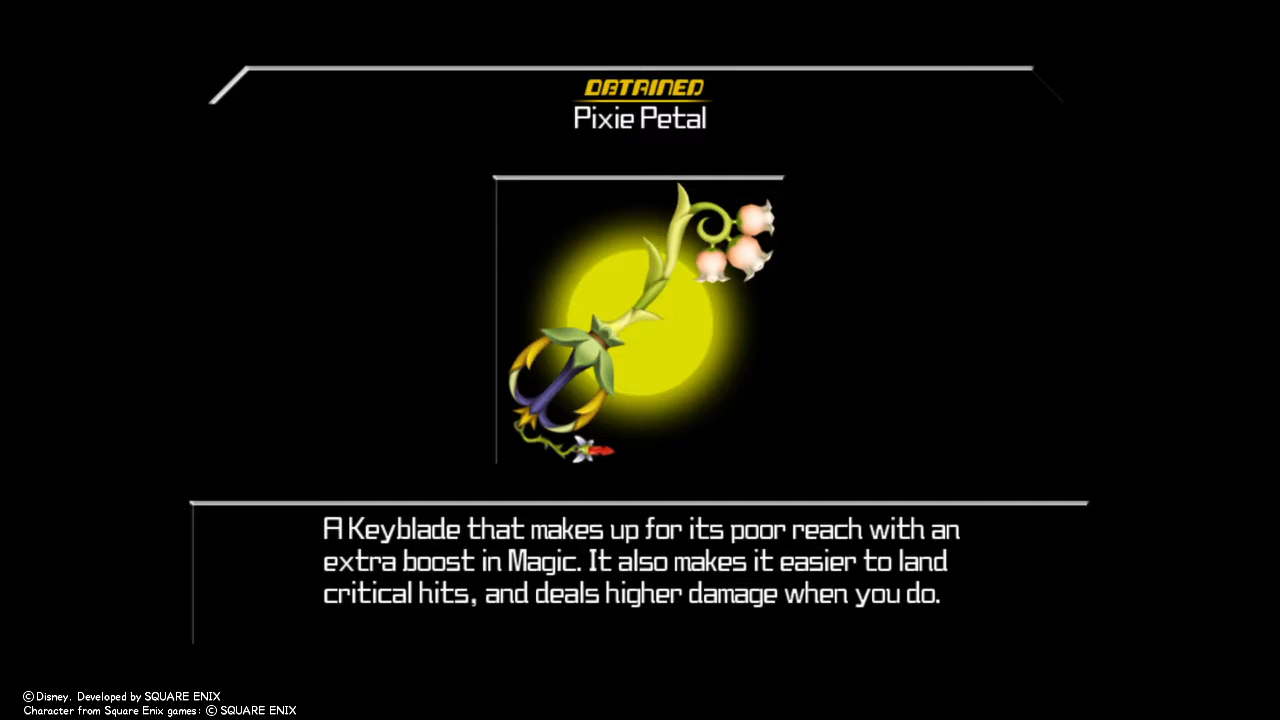 OBTAINED
Pixie Petal
A Keyblade that makes up for its poor reach with an
extra boost in Magic. It also makes it easier to land
critical hits, and deals higher damage when you do.
© Disney. Developed by SQUARE ENIX
Character from Square Enix games: © SQUARE ENIX